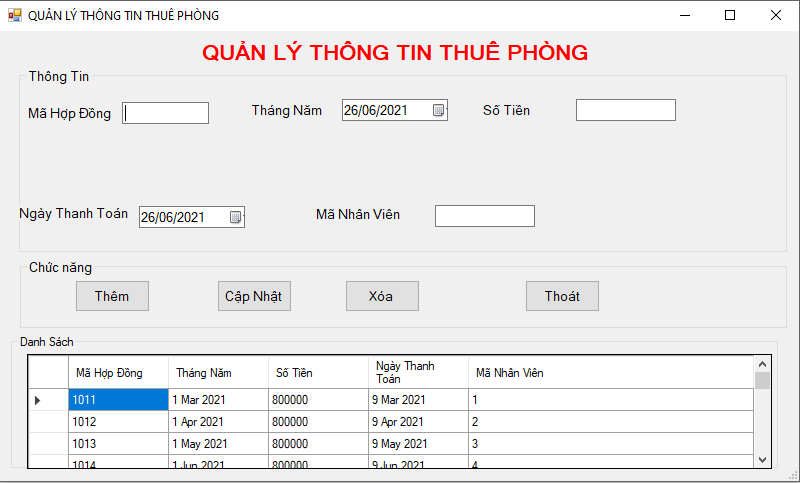 QUẢN LÝ THÔNG TIN THUÊ PHÒNG
QUẢN LÝ THÔNG TIN THUÊ PHÒNG
Thông Tin
Mã Hợp Đồng Tháng Năm 26/06/2021 Số Tiền
Ngày Thanh Toán 26/06/2021 Mã Nhân Viên
Chức năng
Thêm Cập Nhật Xóa Thoát
Danh Sách
Mã Hợp Đồng Tháng Năm Số Tiền Ngày Thanh Toán Mã Nhân Viên
1011 1 Mar 2021 800000 9 Mar 2021 1
1012 1 Apr 2021 800000 9 Apr 2021 2
1013 1 May 2021 800000 9 May 2021 3
1014 1 Jun 2021 800000 9 Jun 2021 4